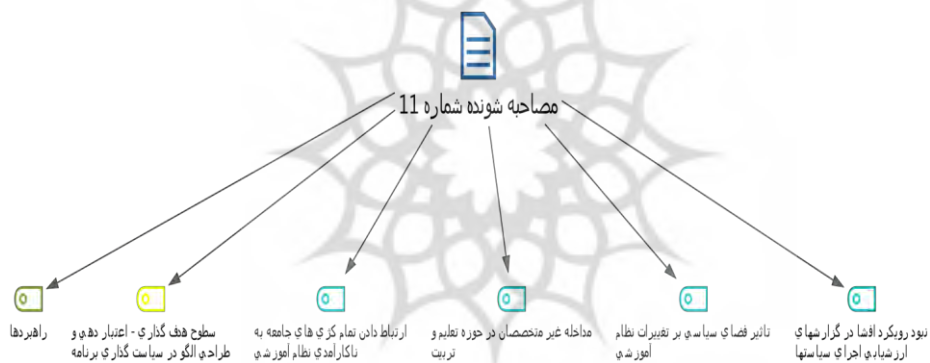 مصاحبه شونده شماره 11
نبود رويكرد افشا در گزارشهاي
ارزشيابي اجراي سياستها
تاثير فضاي سياسي بر تغييرات نظام
آموزشي
مداخله غير متخصصان در حوزه تعليم و
تربيت
ارتباط دادن تمام كژي هاي جامعه به
ناكارآمدي نظام آموزشي
سطوح هدف گذاري - اعتبار دهي و
طراحي الگو در سياست گذاري برنامه
راهبردها